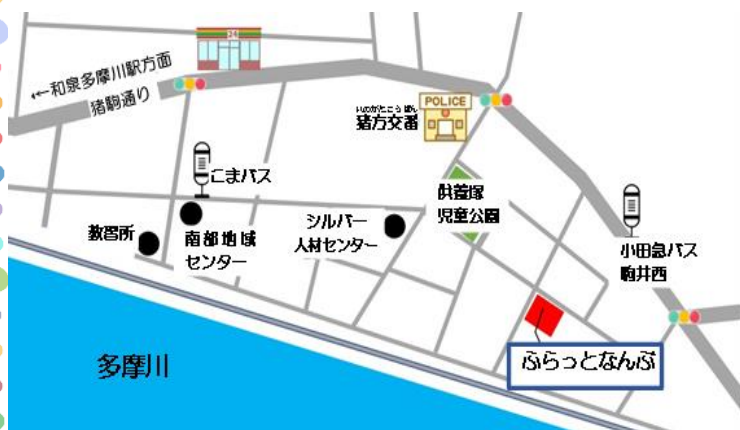 24
←和泉多摩川駅方面
猪駒通り
いのがたこうばん
猪方交番
POLICE
こまバス
供養塚
児童公園
シルバー
人材センター
教習所
南部地域
センター
小田急バス
駒井西
多摩川
ふらっとなんぶ